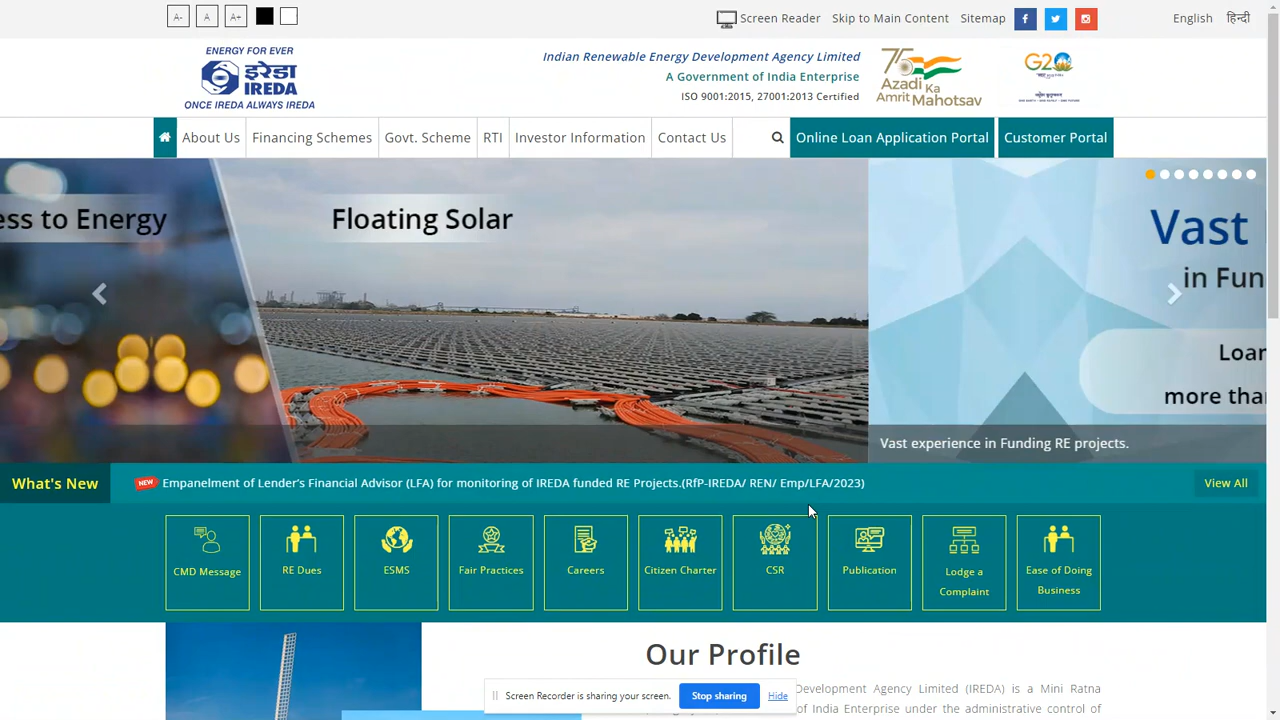 A-
A
A+
Screen Reader
Skip to Main Content
Sitemap
English
हिन्दी
ENERGY FOR EVER
इरेडा
IREDA
ONCE IREDA ALWAYS IREDA
Indian Renewable Energy Development Agency Limited
A Government of India Enterprise
ISO 9001:2015, 27001:2013 Certified
75
Azadi Ka
Amrit Mahotsav
G20
About Us
Financing Schemes
Govt. Scheme
RTI
Investor Information
Contact Us
Online Loan Application Portal
Customer Portal
ess to Energy
Floating Solar
Vast
in Fun
Loan
more tha
Vast experience in Funding RE projects.
What's New
NEW
Empanelment of Lender's Financial Advisor (LFA) for monitoring of IREDA funded RE Projects.(RfP-IREDA/ REN/ Emp/LFA/2023)
View All
CMD Message
RE Dues
ESMS
Fair Practices
Careers
Citizen Charter
CSR
Publication
Lodge a
Complaint
Ease of Doing
Business
Our Profile
Development Agency Limited (IREDA) is a Mini Ratna
of India Enterprise under the administrative control of
Screen Recorder is sharing your screen.
Stop sharing
Hide